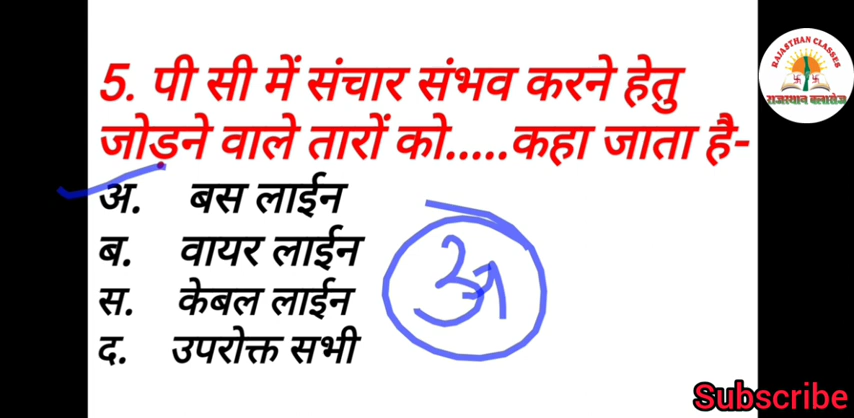 5. पी सी में संचार संभव करने हेतु
जोड़ने वाले तारों को.....कहा जाता है-
अ. बस लाईन
ब. वायर लाईन
स. केबल लाईन
द. उपरोक्त सभी
अ
RAJASTHAN CLASSES
राजस्थान क्लासेज
Subscribe